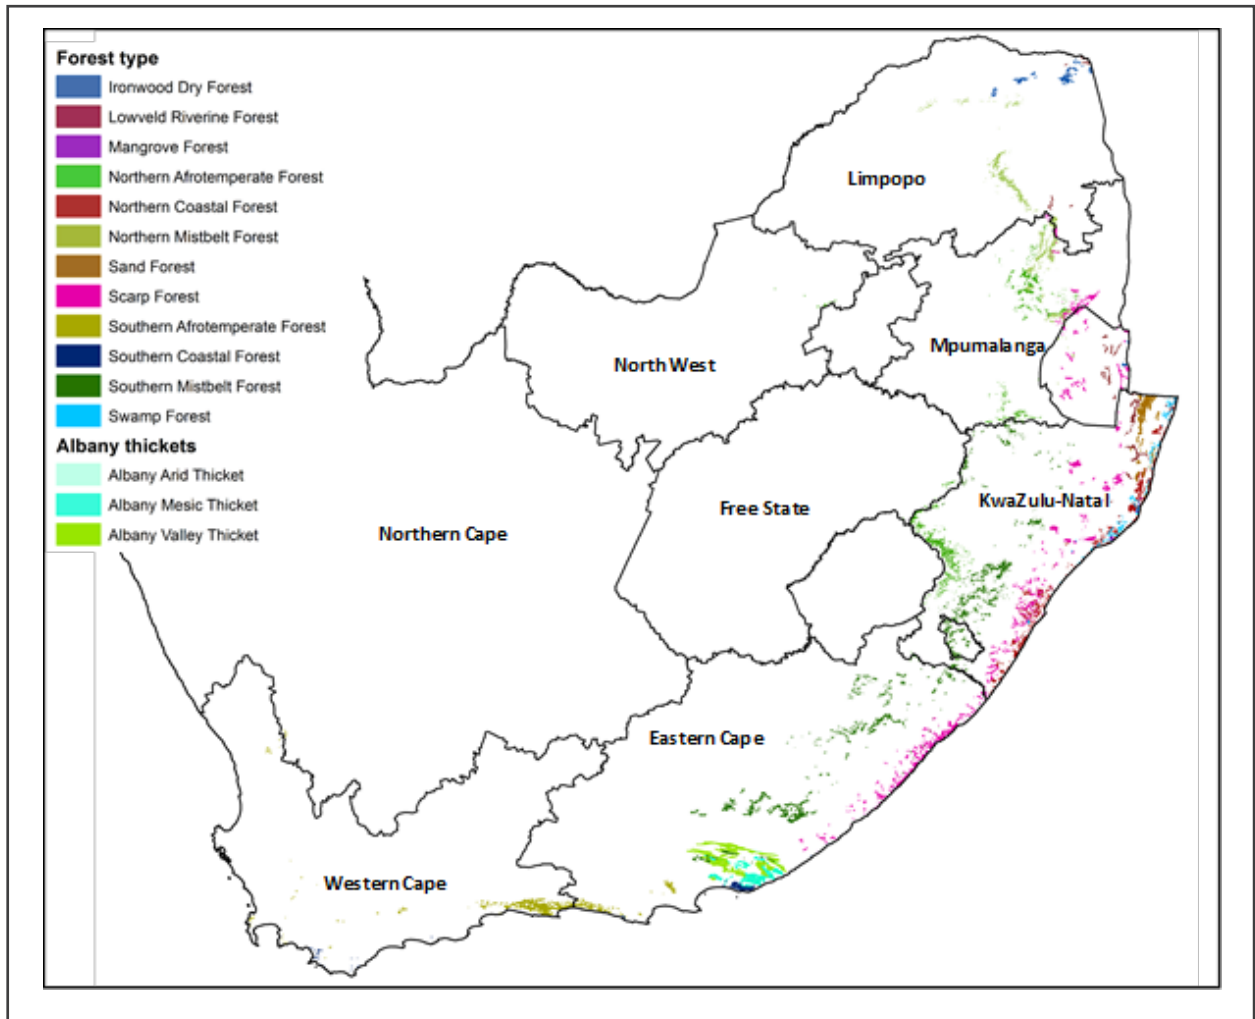 Forest type
Ironwood Dry Forest
Lowveld Riverine Forest
Mangrove Forest
Northern Afrotemperate Forest
Northern Coastal Forest
Northern Mistbelt Forest
Sand Forest
Scarp Forest
Southern Afrotemperate Forest
Southern Coastal Forest
Southern Mistbelt Forest
Swamp Forest
Albany thickets
Albany Arid Thicket
Albany Mesic Thicket
Albany Valley Thicket
Limpopo
Mpumalanga
North West
KwaZulu-Natal
Free State
Northern Cape
Eastern Cape
Western Cape